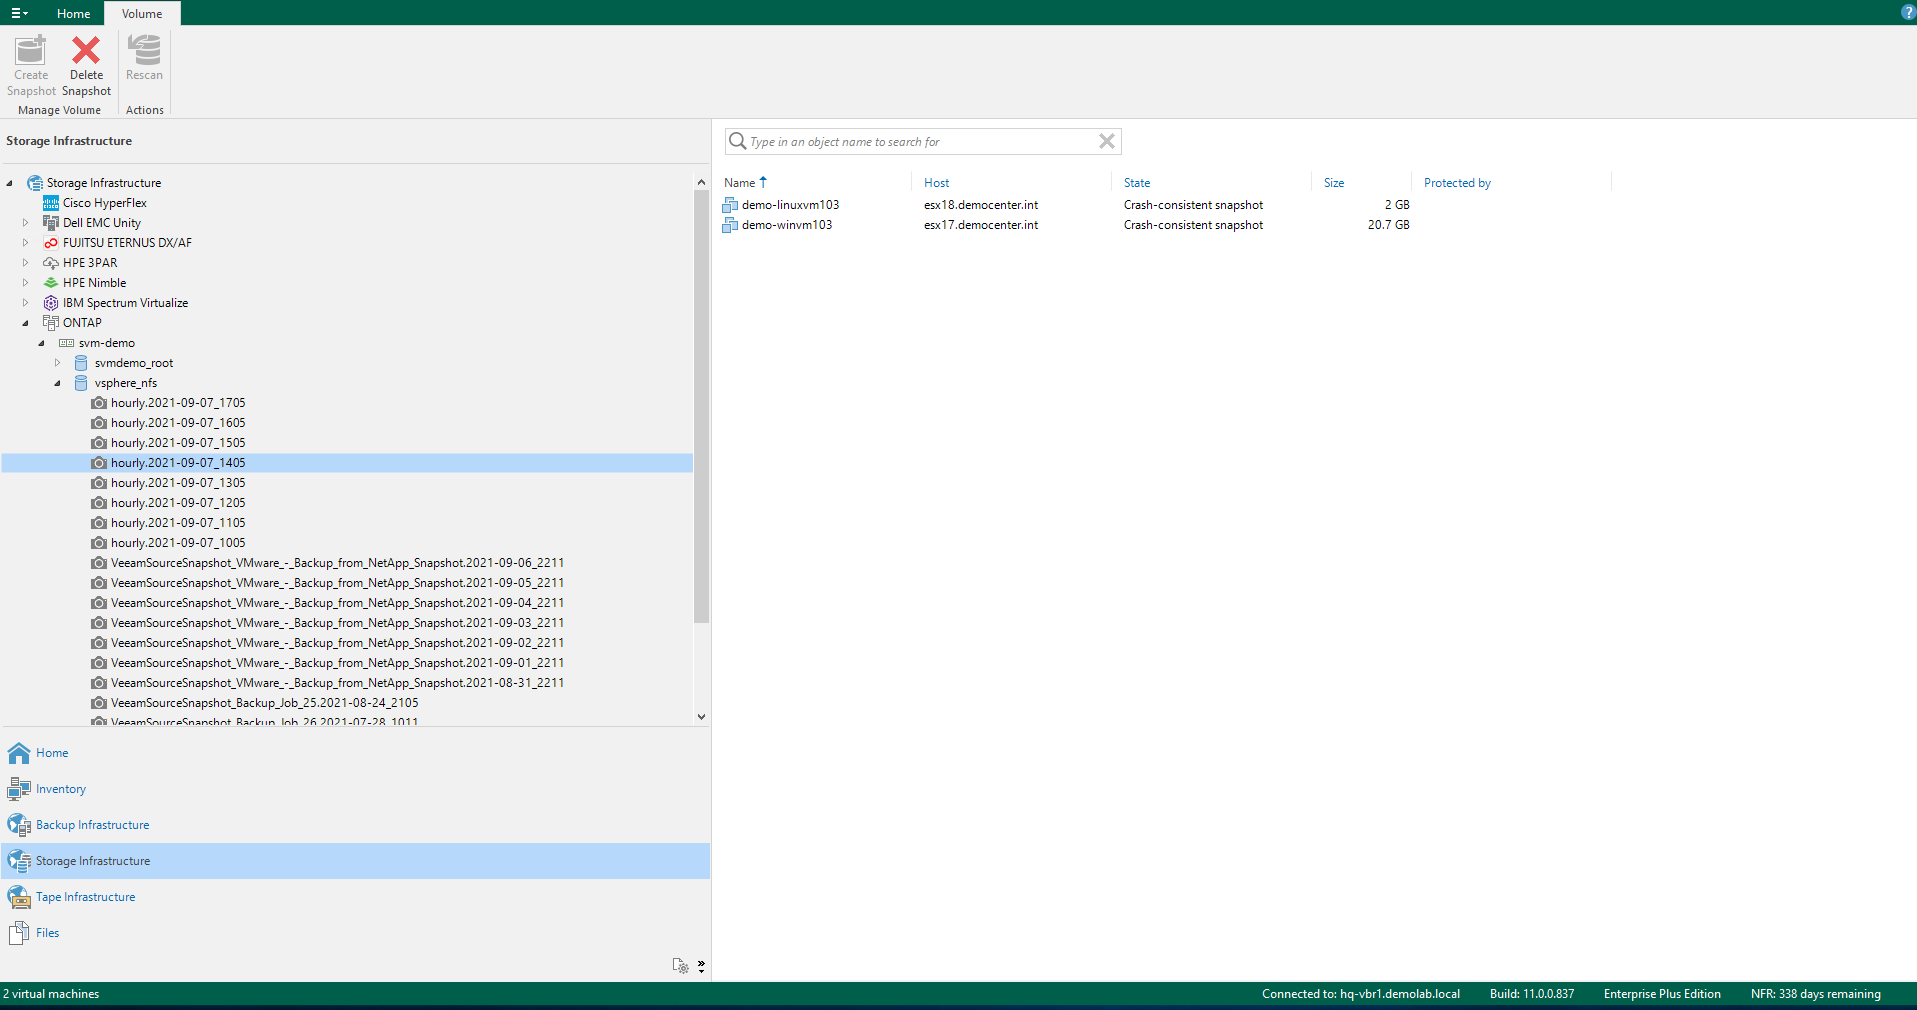 Home
Volume
?
Create Snapshot
Delete Snapshot
Rescan
Manage Volume
Actions
Storage Infrastructure
Storage Infrastructure
Cisco HyperFlex
Dell EMC Unity
FUJITSU ETERNUS DX/AF
HPE 3PAR
HPE Nimble
IBM Spectrum Virtualize
ONTAP
svm-demo
svmdemo_root
vsphere_nfs
hourly.2021-09-07_1705
hourly.2021-09-07_1605
hourly.2021-09-07_1505
hourly.2021-09-07_1405
hourly.2021-09-07_1305
hourly.2021-09-07_1205
hourly.2021-09-07_1105
hourly.2021-09-07_1005
VeeamSourceSnapshot_VMware_-_Backup_from_NetApp_Snapshot.2021-09-06_2211
VeeamSourceSnapshot_VMware_-_Backup_from_NetApp_Snapshot.2021-09-05_2211
VeeamSourceSnapshot_VMware_-_Backup_from_NetApp_Snapshot.2021-09-04_2211
VeeamSourceSnapshot_VMware_-_Backup_from_NetApp_Snapshot.2021-09-03_2211
VeeamSourceSnapshot_VMware_-_Backup_from_NetApp_Snapshot.2021-09-02_2211
VeeamSourceSnapshot_VMware_-_Backup_from_NetApp_Snapshot.2021-09-01_2211
VeeamSourceSnapshot_VMware_-_Backup_from_NetApp_Snapshot.2021-08-31_2211
VeeamSourceSnapshot_Backup_Job_25.2021-08-24_2105
VeeamSourceSnapshot_Backup_Job_26.2021-07-28_1011
Home
Inventory
Backup Infrastructure
Storage Infrastructure
Tape Infrastructure
Files
Type in an object name to search for
Name Host State Size Protected by
demo-linuxvm103 esx18.democenter.int Crash-consistent snapshot 2 GB
demo-winvm103 esx17.democenter.int Crash-consistent snapshot 20.7 GB
2 virtual machines
Connected to: hq-vbr1.demolab.local Build: 11.0.0.837 Enterprise Plus Edition NFR: 338 days remaining